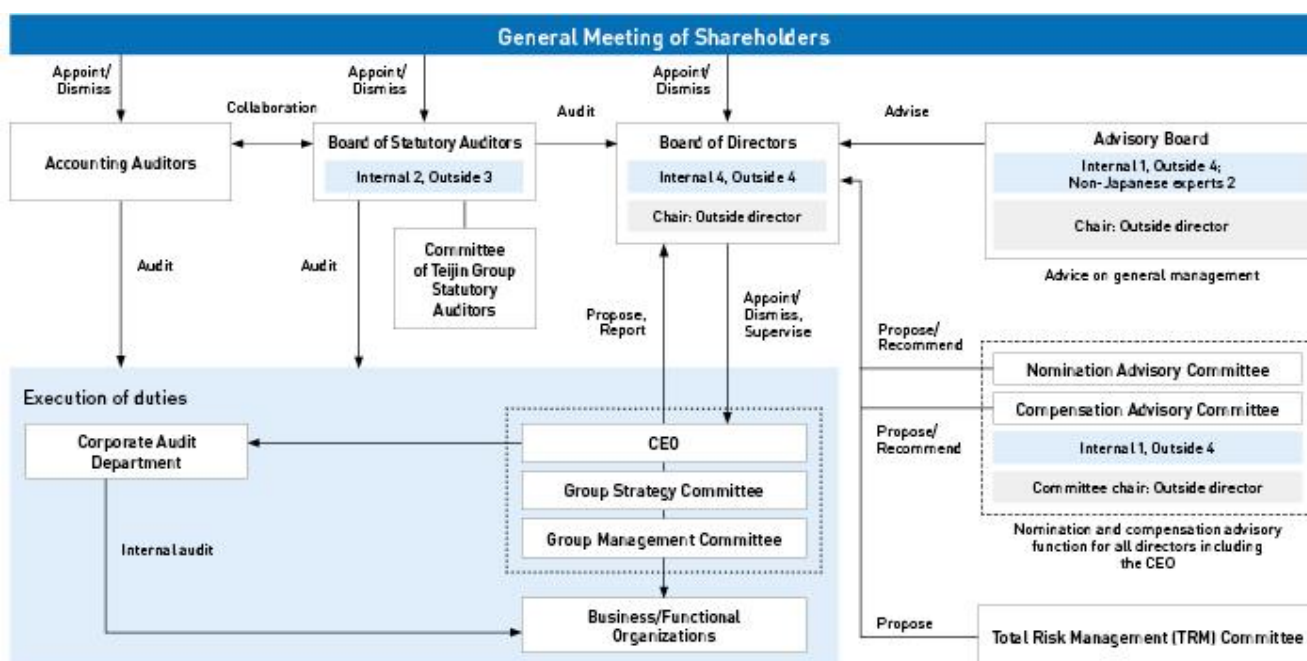 General Meeting of Shareholders
Appoint/
Dismiss
Appoint/
Dismiss
Appoint/
Dismiss
Collaboration
Audit
Advise
Accounting Auditors
Board of Statutory Auditors
Internal 2, Outside 3
Board of Directors
Internal 4, Outside 4
Chair: Outside director
Advisory Board
Internal 1, Outside 4;
Non-Japanese experts 2
Chair: Outside director
Advice on general management
Audit
Audit
Committee
of Teijin Group
Statutory
Auditors
Propose,
Report
Appoint/
Dismiss,
Supervise
Propose/
Recommend
Nomination Advisory Committee
Compensation Advisory Committee
Propose/
Recommend
Internal 1, Outside 4
Committee chair: Outside director
Nomination and compensation advisory
function for all directors including
the CEO
Execution of duties
Corporate Audit
Department
CEO
Group Strategy Committee
Group Management Committee
Internal audit
Business/Functional
Organizations
Propose
Total Risk Management (TRM) Committee